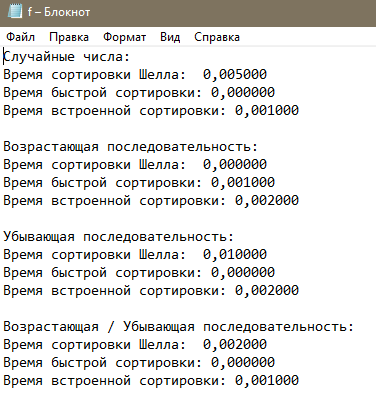 f – Блокнот
Файл Правка Формат Вид Справка
Случайные числа:
Время сортировки Шелла: 0,005000
Время быстрой сортировки: 0,000000
Время встроенной сортировки: 0,001000

Возрастающая последовательность:
Время сортировки Шелла: 0,000000
Время быстрой сортировки: 0,001000
Время встроенной сортировки: 0,002000

Убывающая последовательность:
Время сортировки Шелла: 0,010000
Время быстрой сортировки: 0,000000
Время встроенной сортировки: 0,002000

Возрастающая / Убывающая последовательность:
Время сортировки Шелла: 0,002000
Время быстрой сортировки: 0,000000
Время встроенной сортировки: 0,001000